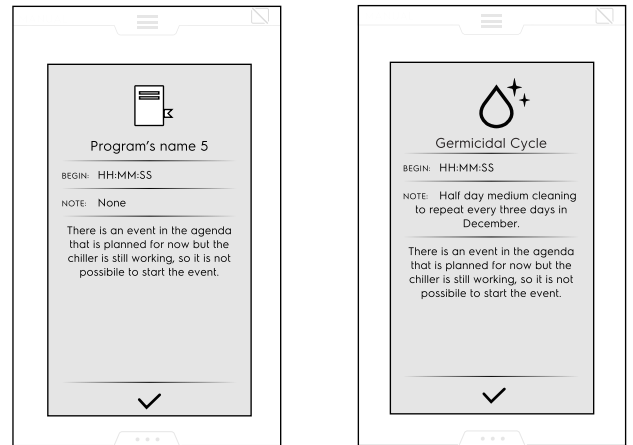 Program's name 5
BEGIN: HH:MM:SS
NOTE: None
There is an event in the agenda
that is planned for now but the
chiller is still working, so it is not
possibile to start the event.
Germicidal Cycle
BEGIN: HH:MM:SS
NOTE: Half day medium cleaning
to repeat every three days in
December.
There is an event in the agenda
that is planned for now but the
chiller is still working, so it is not
possibile to start the event.